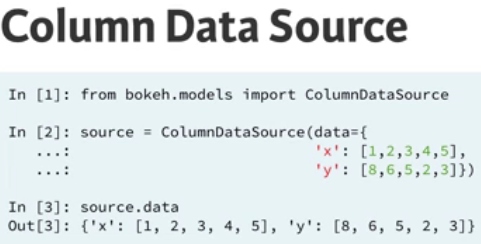 Column Data Source
In [1]: from bokeh.models import ColumnDataSource
In [2]: source = ColumnDataSource(data={
...: 'x': [1,2,3,4,5],
...: 'y': [8,6,5,2,3]})
In [3]: source.data
Out[3]: {'x': [1, 2, 3, 4, 5], 'y': [8, 6, 5, 2, 3]}